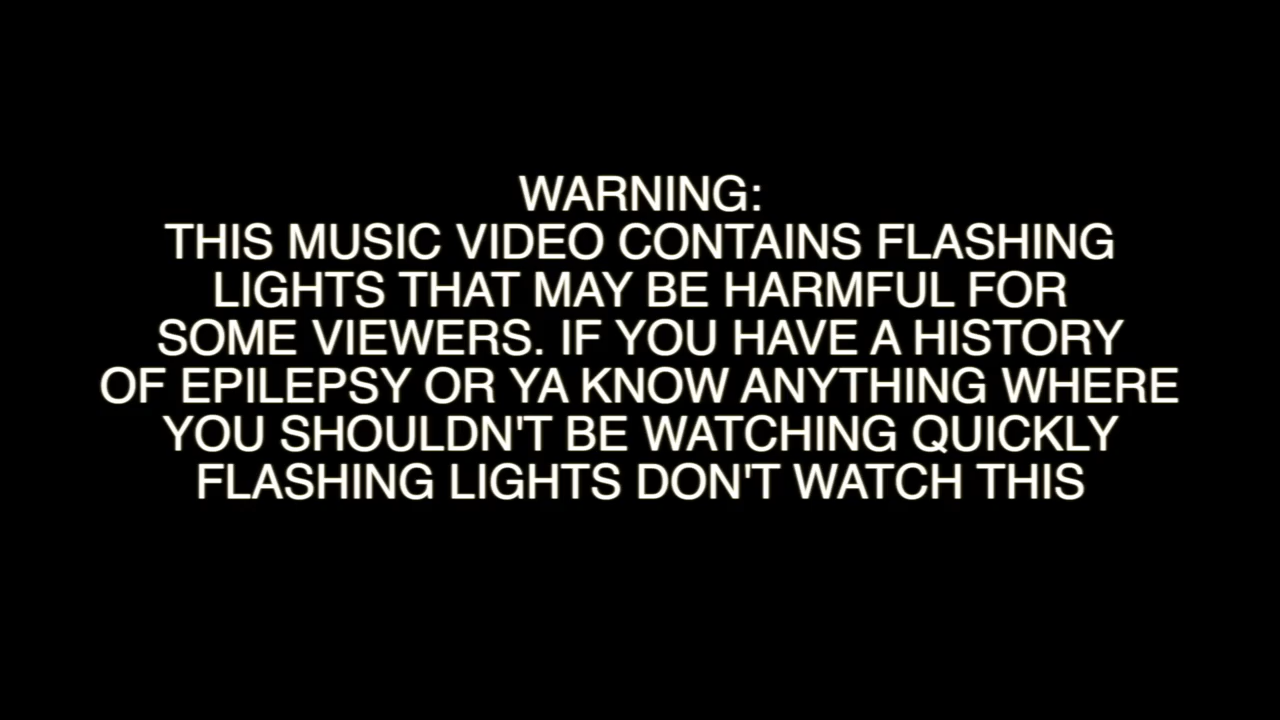 WARNING:
THIS MUSIC VIDEO CONTAINS FLASHING
LIGHTS THAT MAY BE HARMFUL FOR
SOME VIEWERS. IF YOU HAVE A HISTORY
OF EPILEPSY OR YA KNOW ANYTHING WHERE
YOU SHOULDN'T BE WATCHING QUICKLY
FLASHING LIGHTS DON'T WATCH THIS